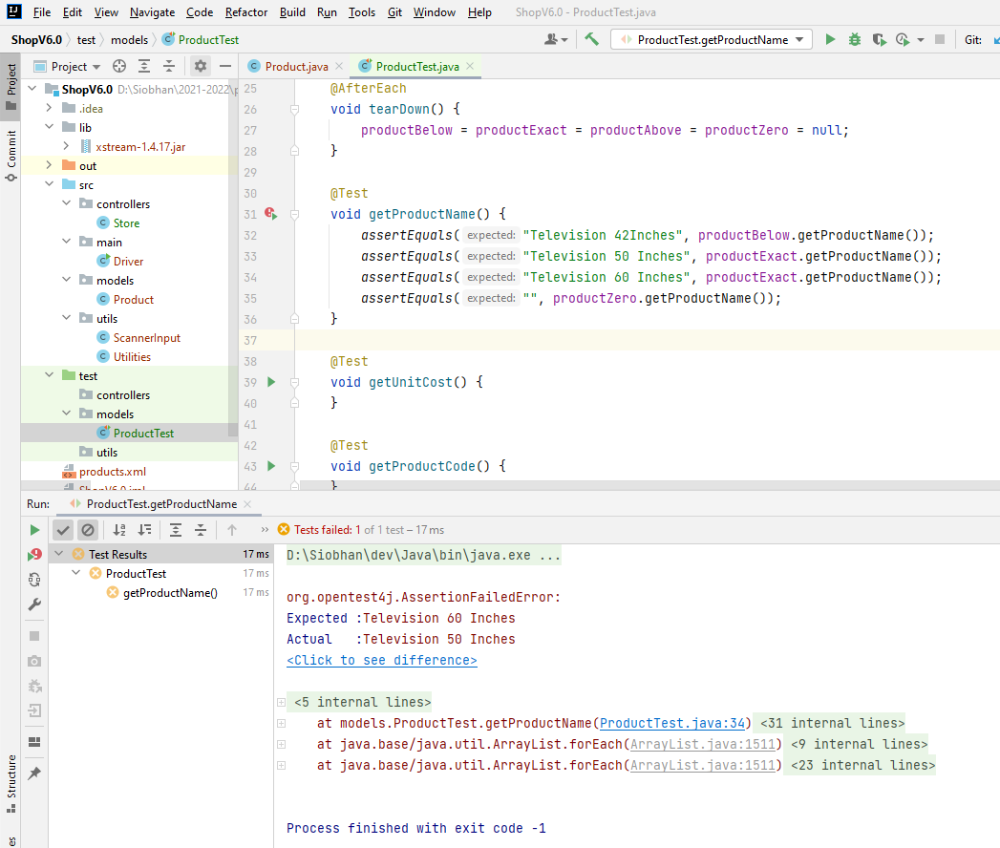 File Edit View Navigate Code Refactor Build Run Tools Git Window Help ShopV6.0 - ProductTest.java
ShopV6.0 test models ProductTest ProductTest.getProductName Git:
Project
Commit
Structure
Project
Product.java ProductTest.java
ShopV6.0 D:\Siobhan\2021-2022\p
.idea
lib
xstream-1.4.17.jar
out
src
controllers
Store
main
Driver
models
Product
utils
ScannerInput
Utilities
test
controllers
models
ProductTest
utils
products.xml
ShopV6.0.iml
25 @AfterEach
26 void tearDown() {
27 productBelow = productExact = productAbove = productZero = null;
28 }
29
30 @Test
31 void getProductName() {
32 assertEquals( expected: "Television 42Inches", productBelow.getProductName());
33 assertEquals( expected: "Television 50 Inches", productExact.getProductName());
34 assertEquals( expected: "Television 60 Inches", productExact.getProductName());
35 assertEquals( expected: "", productZero.getProductName());
36 }
37
38 @Test
39 void getUnitCost() {
40 }
41
42 @Test
43 void getProductCode() {
44 }
Run: ProductTest.getProductName
Tests failed: 1 of 1 test – 17 ms
Test Results 17 ms
ProductTest 17 ms
getProductName() 17 ms
D:\Siobhan\dev\Java\bin\java.exe ...
org.opentest4j.AssertionFailedError:
Expected :Television 60 Inches
Actual :Television 50 Inches
<Click to see difference>
<5 internal lines>
at models.ProductTest.getProductName(ProductTest.java:34) <31 internal lines>
at java.base/java.util.ArrayList.forEach(ArrayList.java:1511) <9 internal lines>
at java.base/java.util.ArrayList.forEach(ArrayList.java:1511) <23 internal lines>
Process finished with exit code -1